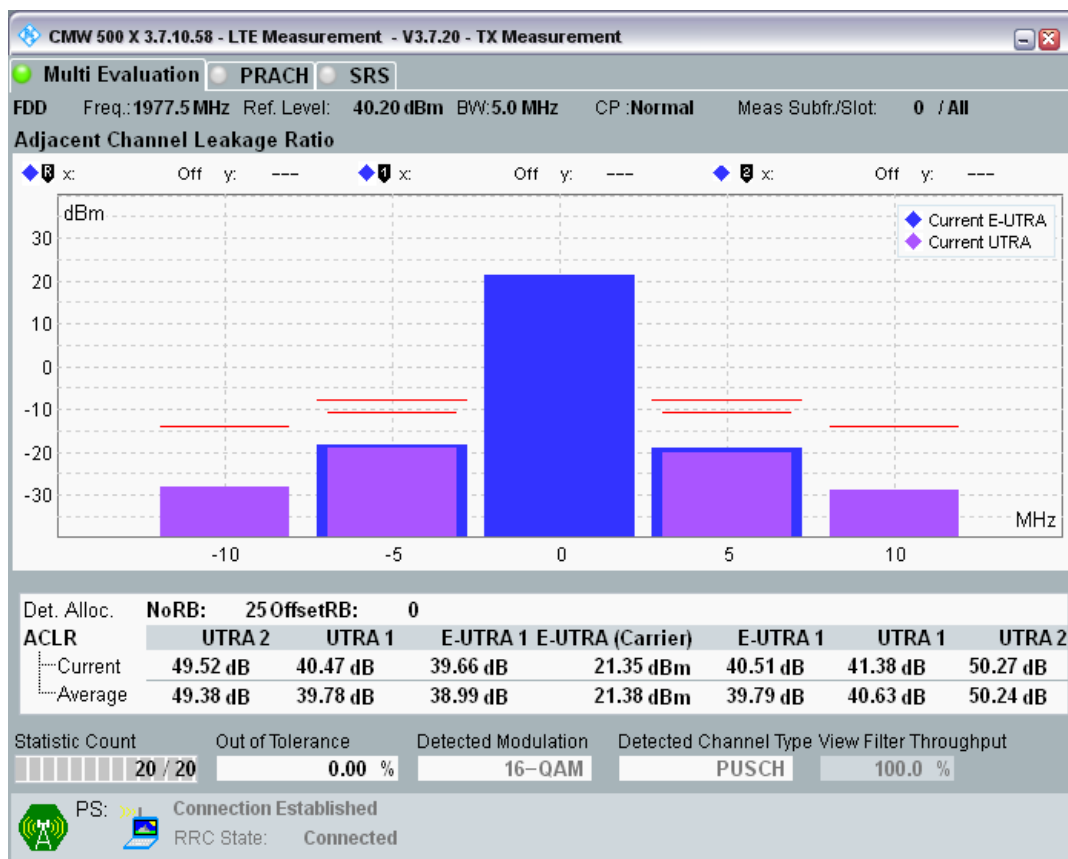 CMW 500 X 3.7.10.58 - LTE Measurement - V3.7.20 - TX Measurement
Multi Evaluation PRACH SRS
FDD Freq.: 1977.5 MHz Ref. Level: 40.20 dBm BW: 5.0 MHz CP : Normal Meas Subfr./Slot: 0 / All
Adjacent Channel Leakage Ratio
R x: Off y: --- 1 x: Off y: --- 2 x: Off y: ---
dBm
Current E-UTRA
Current UTRA
30
20
10
0
-10
-20
-30
MHz
-10 -5 0 5 10
Det. Alloc. NoRB: 25 OffsetRB: 0
ACLR UTRA 2 UTRA 1 E-UTRA 1 E-UTRA (Carrier) E-UTRA 1 UTRA 1 UTRA 2
Current 49.52 dB 40.47 dB 39.66 dB 21.35 dBm 40.51 dB 41.38 dB 50.27 dB
Average 49.38 dB 39.78 dB 38.99 dB 21.38 dBm 39.79 dB 40.63 dB 50.24 dB
Statistic Count Out of Tolerance Detected Modulation Detected Channel Type View Filter Throughput
20 / 20 0.00 % 16-QAM PUSCH 100.0 %
PS: Connection Established
RRC State: Connected